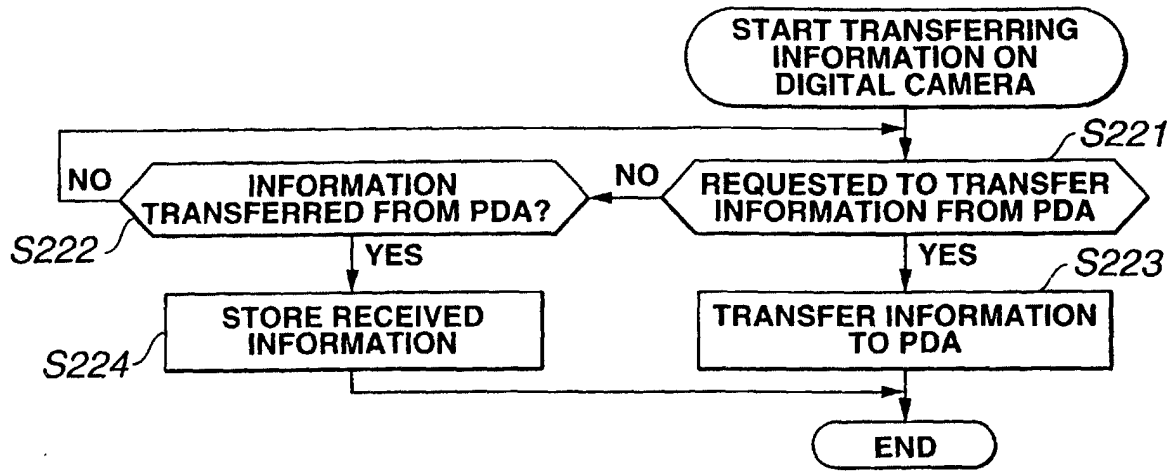 START TRANSFERRING
INFORMATION ON
DIGITAL CAMERA
S221
REQUESTED TO TRANSFER
INFORMATION FROM PDA
NO
INFORMATION
TRANSFERRED FROM PDA?
NO
S222
YES
YES
S223
TRANSFER INFORMATION
TO PDA
STORE RECEIVED
INFORMATION
S224
END